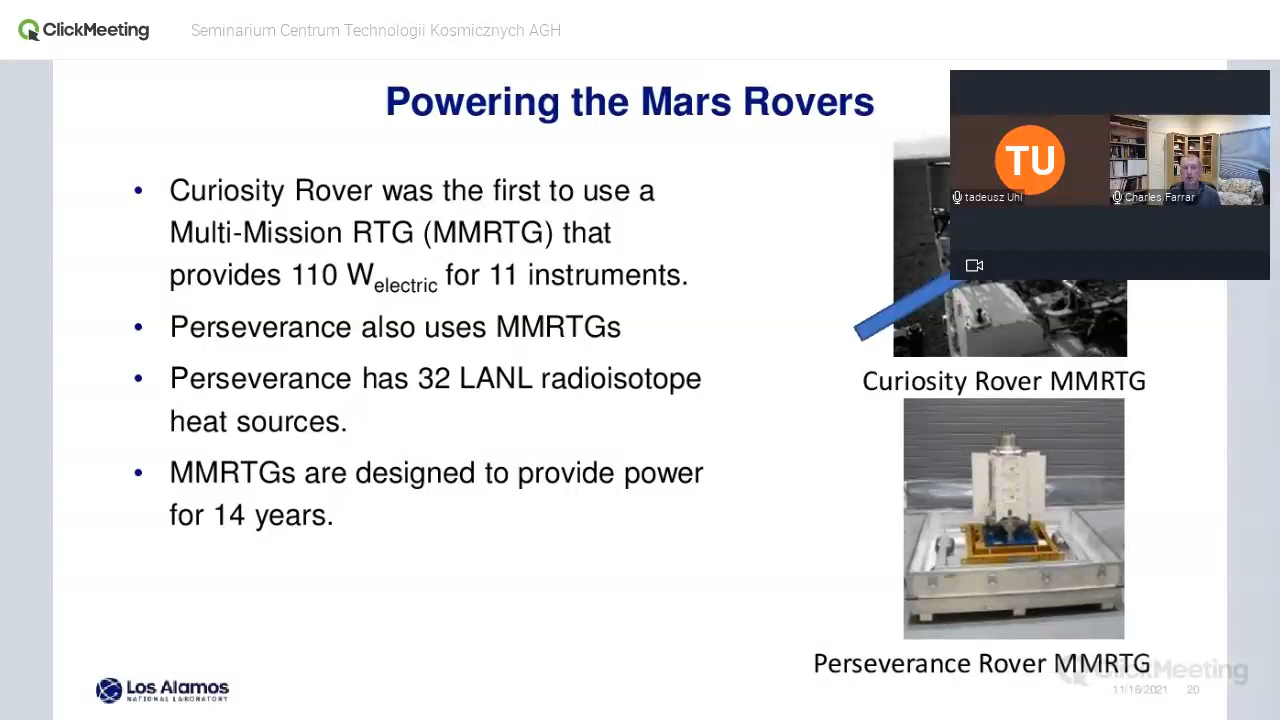 ClickMeeting
Seminarium Centrum Technologii Kosmicznych AGH
Powering the Mars Rovers
TU
tadeusz Uhl
Charles Farrar
• Curiosity Rover was the first to use a
Multi-Mission RTG (MMRTG) that
provides 110 Welectric for 11 instruments.
• Perseverance also uses MMRTGs
• Perseverance has 32 LANL radioisotope
heat sources.
• MMRTGs are designed to provide power
for 14 years.
Curiosity Rover MMRTG
Perseverance Rover MMRTG
ClickMeeting
Los Alamos
NATIONAL LABORATORY
11/18/2021 20